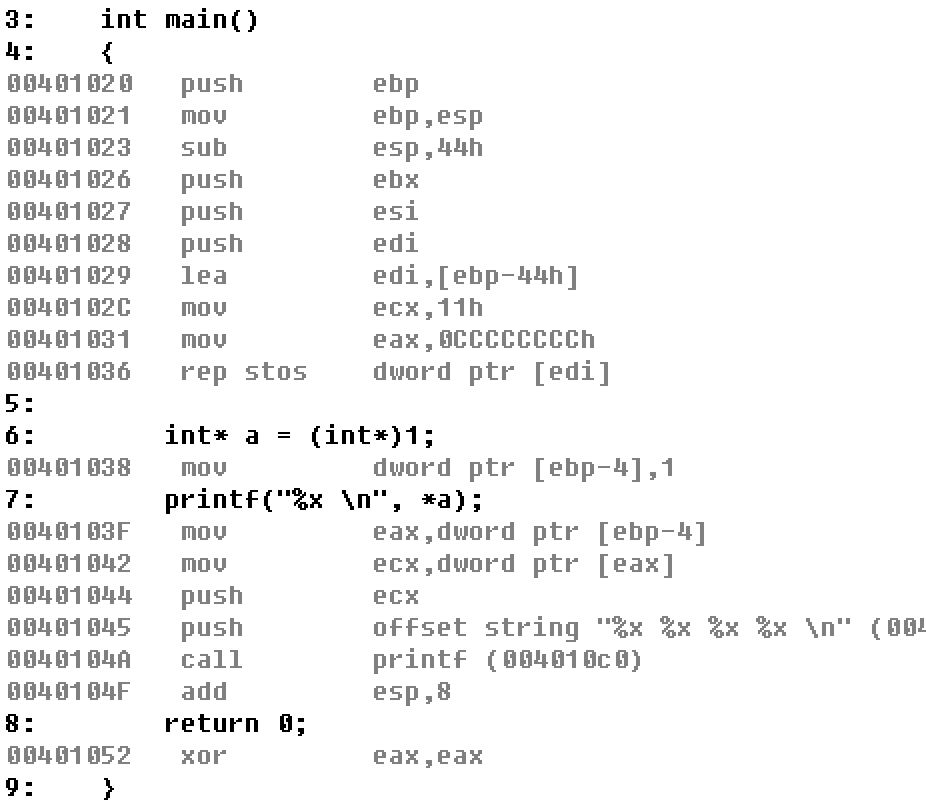 3:    int main()
4:    {
00401020   push        ebp
00401021   mov         ebp,esp
00401023   sub         esp,44h
00401026   push        ebx
00401027   push        esi
00401028   push        edi
00401029   lea         edi,[ebp-44h]
0040102C   mov         ecx,11h
00401031   mov         eax,0CCCCCCCCh
00401036   rep stos    dword ptr [edi]
5:
6:        int* a = (int*)1;
00401038   mov         dword ptr [ebp-4],1
7:        printf("%x \n", *a);
0040103F   mov         eax,dword ptr [ebp-4]
00401042   mov         ecx,dword ptr [eax]
00401044   push        ecx
00401045   push        offset string "%x %x %x %x \n" (004
0040104A   call        printf (004010c0)
0040104F   add         esp,8
8:        return 0;
00401052   xor         eax,eax
9:    }